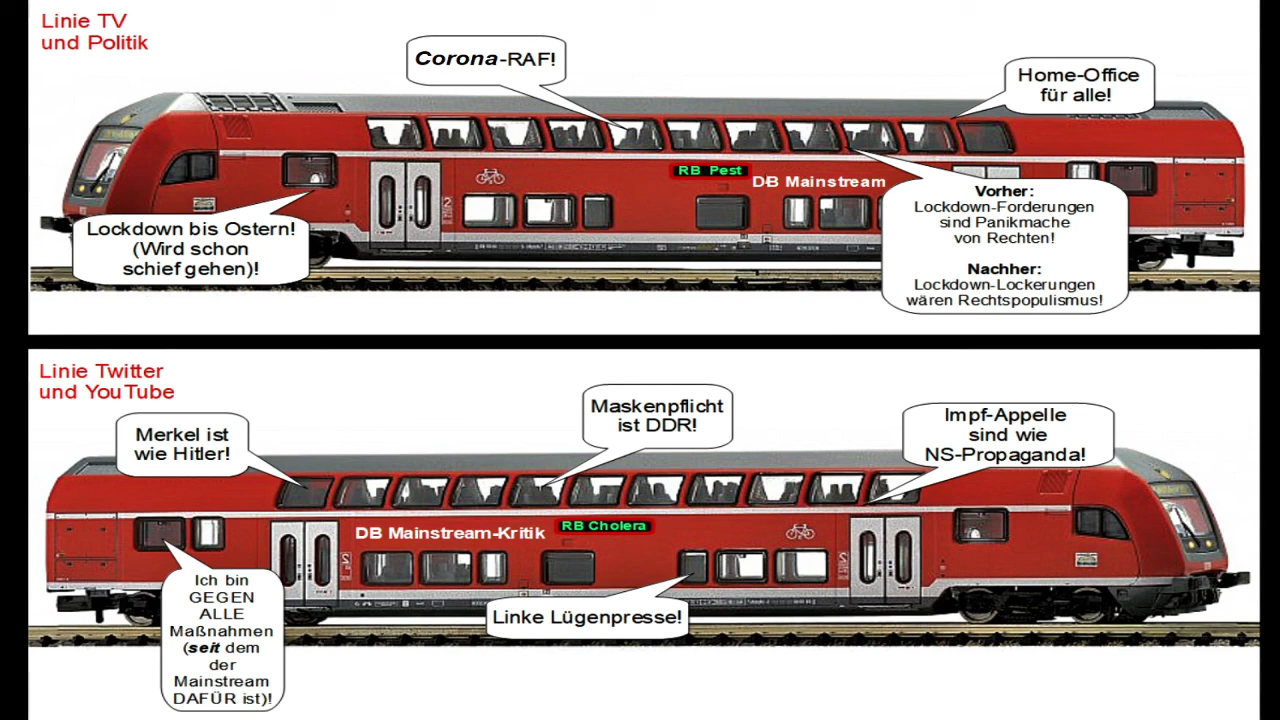 Linie TV
und Politik
Corona-RAF!
Home-Office
für alle!
RB Pest
DB Mainstream
Lockdown bis Ostern!
(Wird schon
schief gehen)!
Vorher:
Lockdown-Forderungen
sind Panikmache
von Rechten!
Nachher:
Lockdown-Lockerungen
wären Rechtspopulismus!
2
Linie Twitter
und YouTube
Merkel ist
wie Hitler!
Maskenpflicht
ist DDR!
Impf-Appelle
sind wie
NS-Propaganda!
DB Mainstream-Kritik
RB Cholera
2
2
Ich bin
GEGEN
ALLE
Maßnahmen
(seit dem
der
Mainstream
DAFÜR ist)!
Linke Lügenpresse!